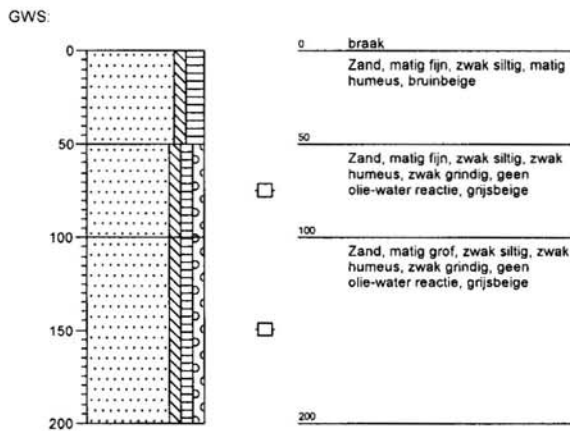 GWS:
0
50
100
150
200
0 braak
Zand, matig fijn, zwak siltig, matig
humeus, bruinbeige
50
Zand, matig fijn, zwak siltig, zwak
humeus, zwak grindig, geen
olie-water reactie, grijsbeige
100
Zand, matig grof, zwak siltig, zwak
humeus, zwak grindig, geen
olie-water reactie, grijsbeige
200